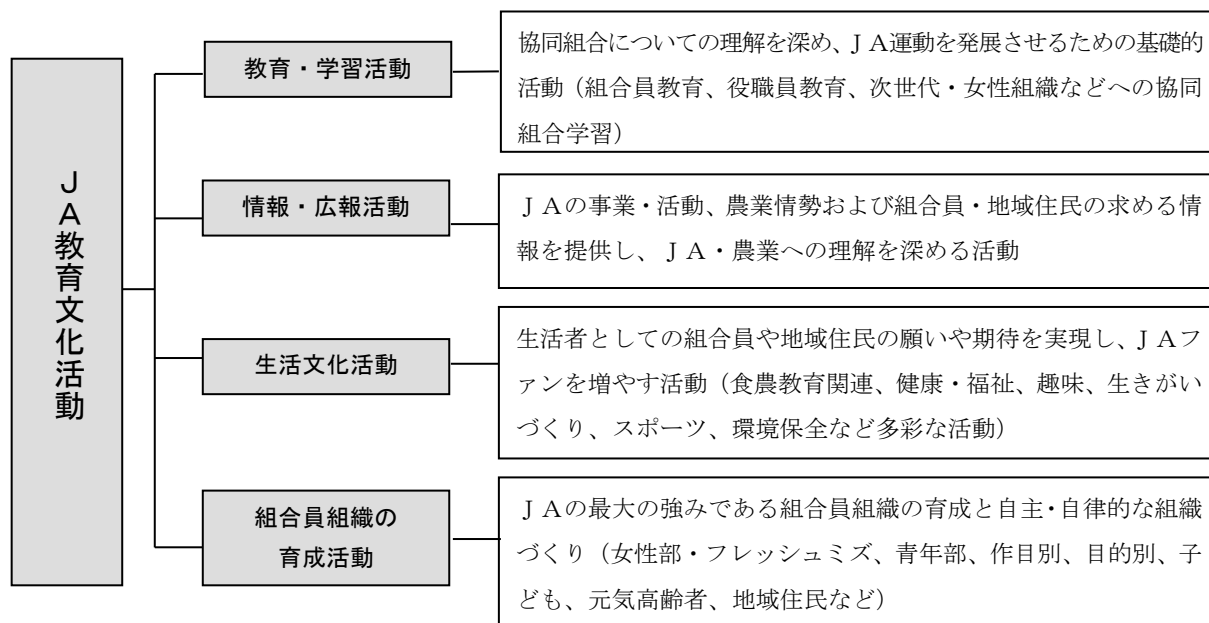 ＪＡ教育文化活動
教育・学習活動
協同組合についての理解を深め、ＪＡ運動を発展させるための基礎的
活動（組合員教育、役職員教育、次世代・女性組織などへの協同
組合学習）
情報・広報活動
ＪＡの事業・活動、農業情勢および組合員・地域住民の求める情
報を提供し、ＪＡ・農業への理解を深める活動
生活文化活動
生活者としての組合員や地域住民の願いや期待を実現し、ＪＡフ
ァンを増やす活動（食農教育関連、健康・福祉、趣味、生きがい
づくり、スポーツ、環境保全など多彩な活動）
組合員組織の
育成活動
ＪＡの最大の強みである組合員組織の育成と自主・自律的な組織
づくり（女性部・フレッシュミズ、青年部、作目別、目的別、子
ども、元気高齢者、地域住民など）